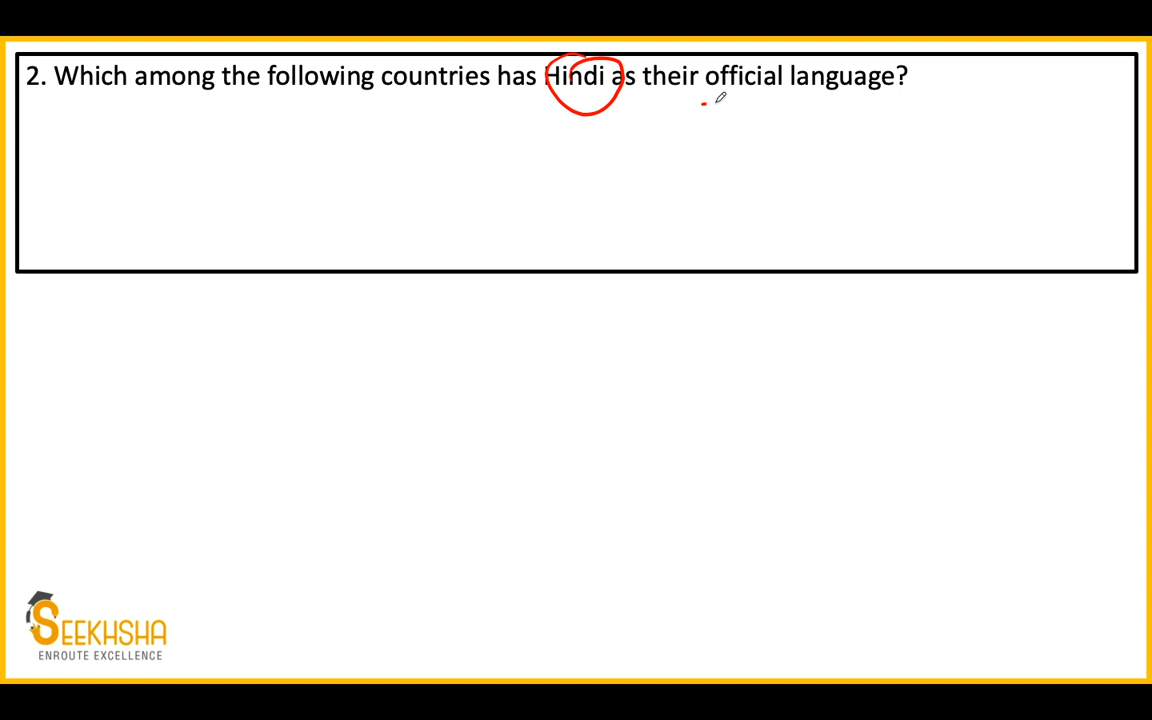 2. Which among the following countries has Hindi as their official language?
SEEKHSHA
ENROUTE EXCELLENCE